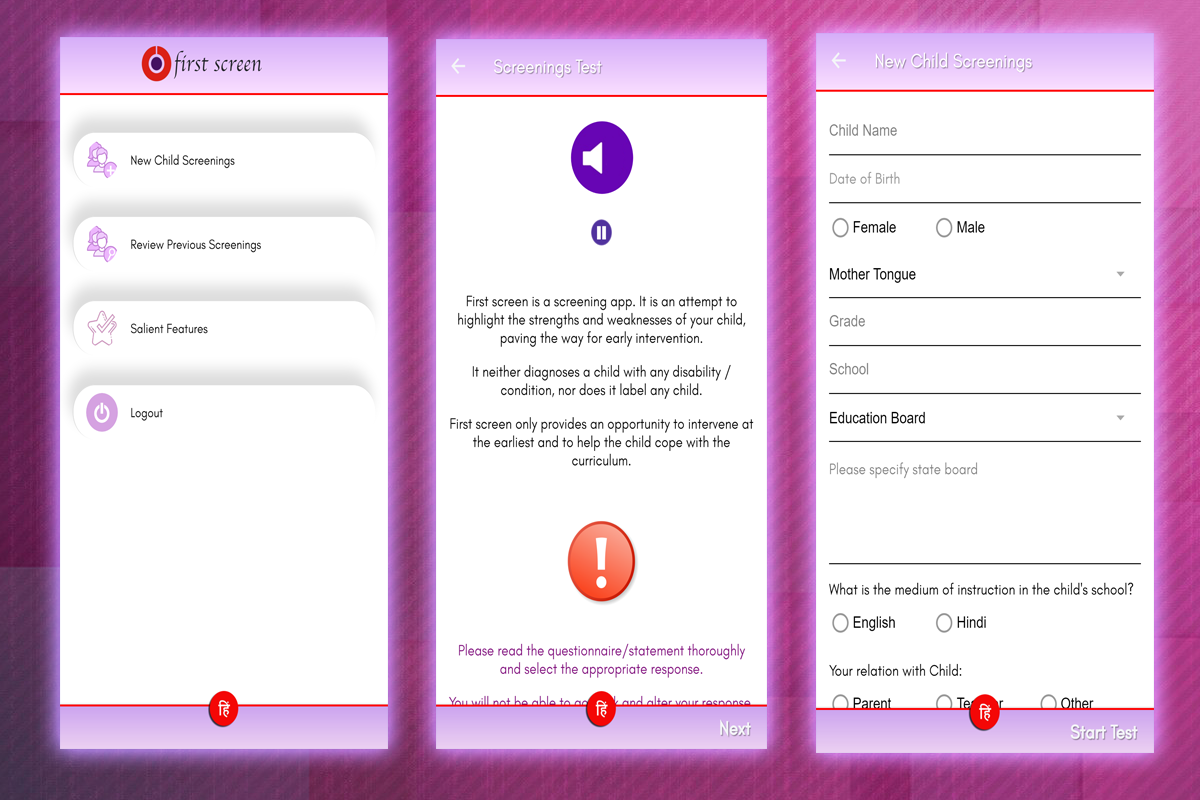 first screen
New Child Screenings
Review Previous Screenings
Salient Features
Logout
हिं
Screenings Test
First screen is a screening app. It is an attempt to
highlight the strengths and weaknesses of your child,
paving the way for early intervention.
It neither diagnoses a child with any disability /
condition, nor does it label any child.
First screen only provides an opportunity to intervene at
the earliest and to help the child cope with the
curriculum.
!
Please read the questionnaire/statement thoroughly
and select the appropriate response.
You will not be able to and alter your response
हिं
Next
New Child Screenings
Child Name
Date of Birth
Female Male
Mother Tongue
Grade
School
Education Board
Please specify state board
What is the medium of instruction in the child's school?
English Hindi
Your relation with Child:
Parent Other
हिं
Start Test